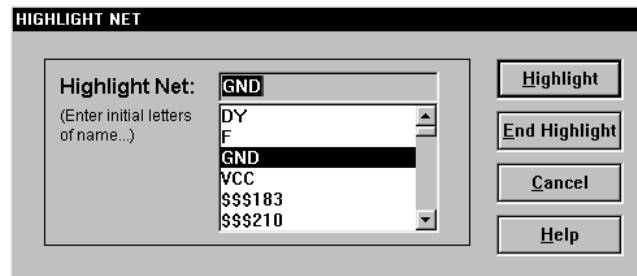 HIGHLIGHT NET
Highlight Net:
GND
(Enter initial letters
of name...)
DY
F
GND
VCC
$$$183
$$$210
Highlight
End Highlight
Cancel
Help